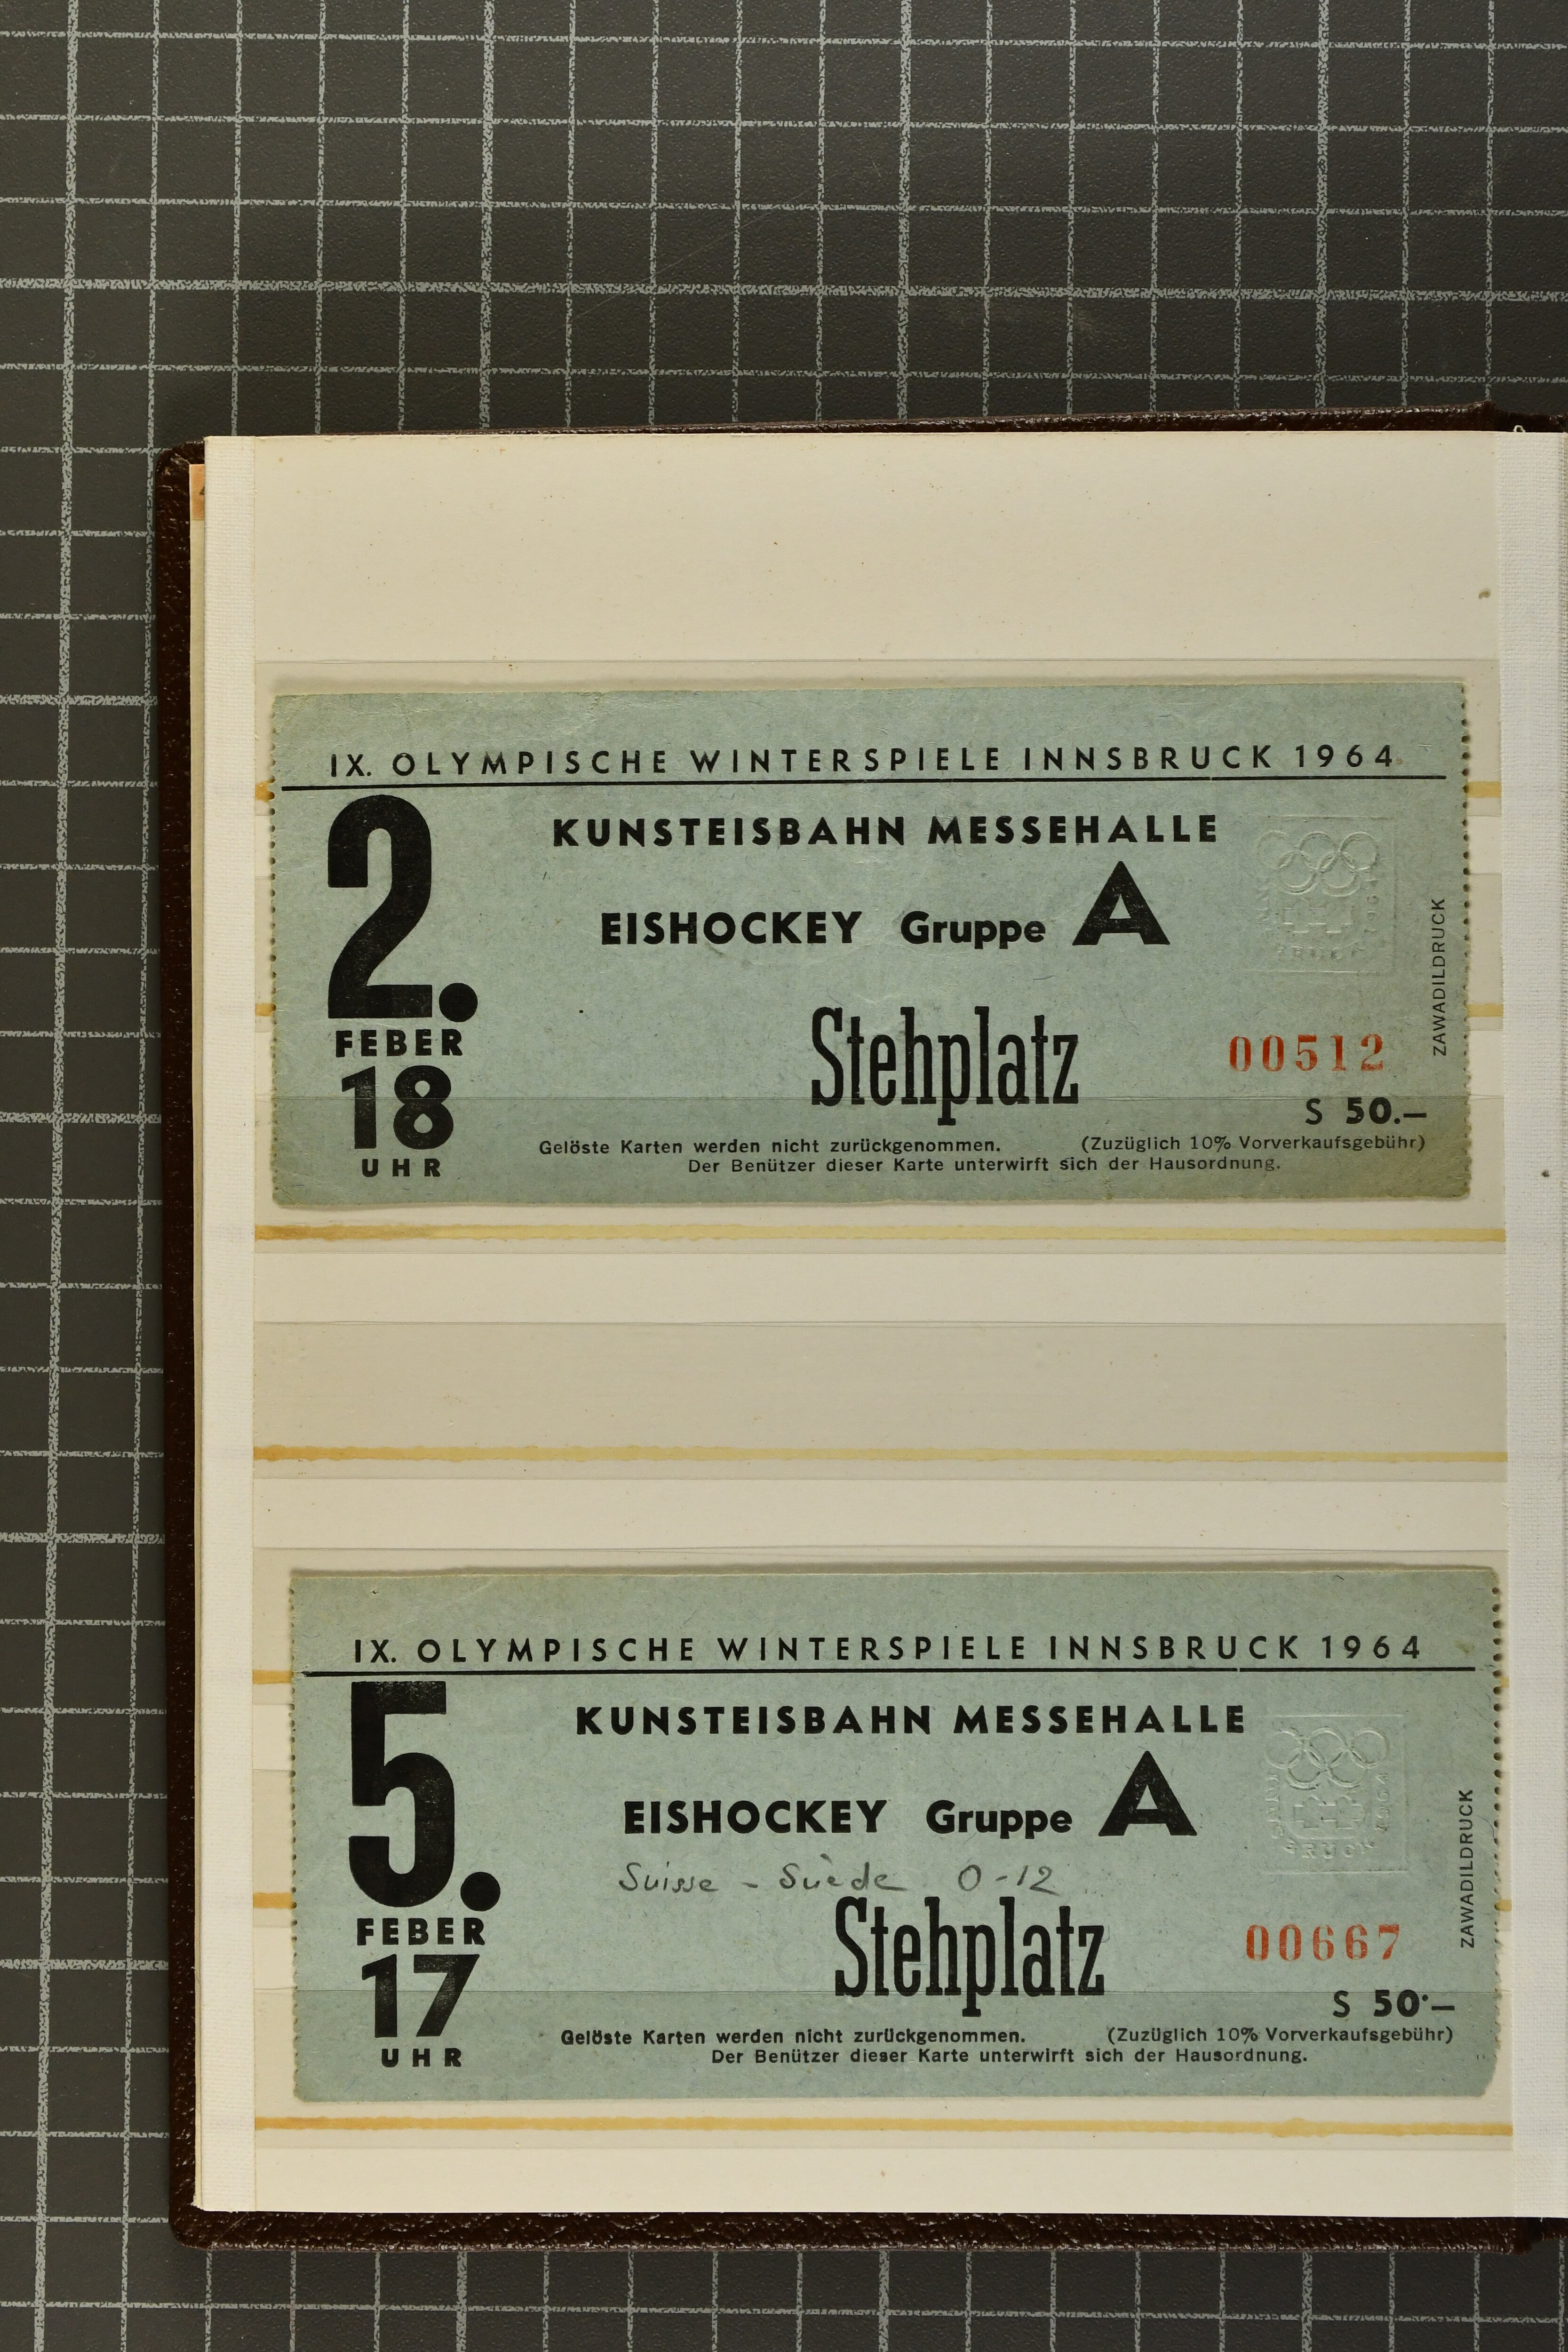 IX. OLYMPISCHE WINTERSPIELE INNSBRUCK 1964
2.
FEBER
18
UHR
KUNSTEISBAHN MESSEHALLE
EISHOCKEY Gruppe A
Stehplatz
00512
S 50.—
Gelöste Karten werden nicht zurückgenommen. (Zuzüglich 10% Vorverkaufsgebühr)
Der Benützer dieser Karte unterwirft sich der Hausordnung.
ZAWADILDRUCK
IX. OLYMPISCHE WINTERSPIELE INNSBRUCK 1964
5.
FEBER
17
UHR
KUNSTEISBAHN MESSEHALLE
EISHOCKEY Gruppe A
Suisse - Suède 0-12
Stehplatz
00667
S 50·—
Gelöste Karten werden nicht zurückgenommen. (Zuzüglich 10% Vorverkaufsgebühr)
Der Benützer dieser Karte unterwirft sich der Hausordnung.
ZAWADILDRUCK